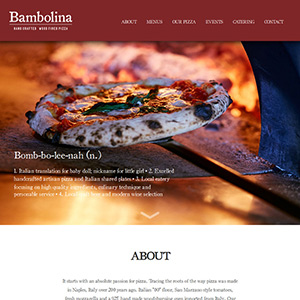 Bambolina
HAND CRAFTED WOOD FIRED PIZZA
ABOUT MENUS OUR PIZZA EVENTS CATERING CONTACT
Bomb-bo-lee-nah (n.)
1. Italian translation for baby doll; nickname for little girl • 2. Excelled
handcrafted artisan pizza and Italian shared plates • 3. Local eatery
focusing on high quality ingredients, culinary technique and
personable service • 4. and modern wine selection
ABOUT
It starts with an absolute passion for pizza. Tracing the roots of the way pizza was made
in Naples, Italy over 200 years ago. Italian "00" flour, San Marzano style tomatoes,
fresh mozzarella and a hand made woodburning oven imported from Italy. Our